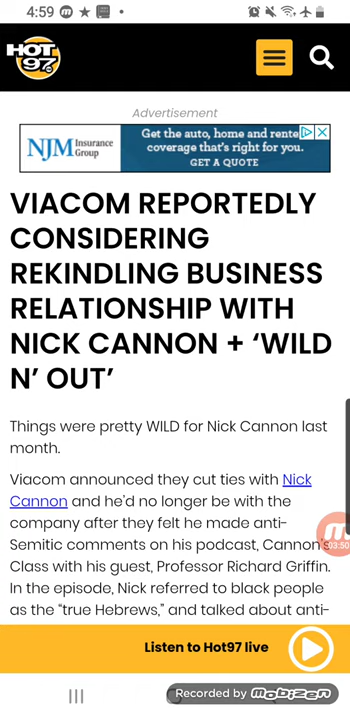 4:59
HOT
97
Advertisement
NJM Insurance Group
Get the auto, home and rente
coverage that's right for you.
GET A QUOTE
VIACOM REPORTEDLY
CONSIDERING
REKINDLING BUSINESS
RELATIONSHIP WITH
NICK CANNON + ‘WILD
N’ OUT’
Things were pretty WILD for Nick Cannon last
month.
Viacom announced they cut ties with Nick
Cannon and he’d no longer be with the
company after they felt he made anti-
Semitic comments on his podcast, Cannon's
Class with his guest, Professor Richard Griffin.
In the episode, Nick referred to black people
as the “true Hebrews,” and talked about anti-
03:50
Listen to Hot97 live
Recorded by mobizen